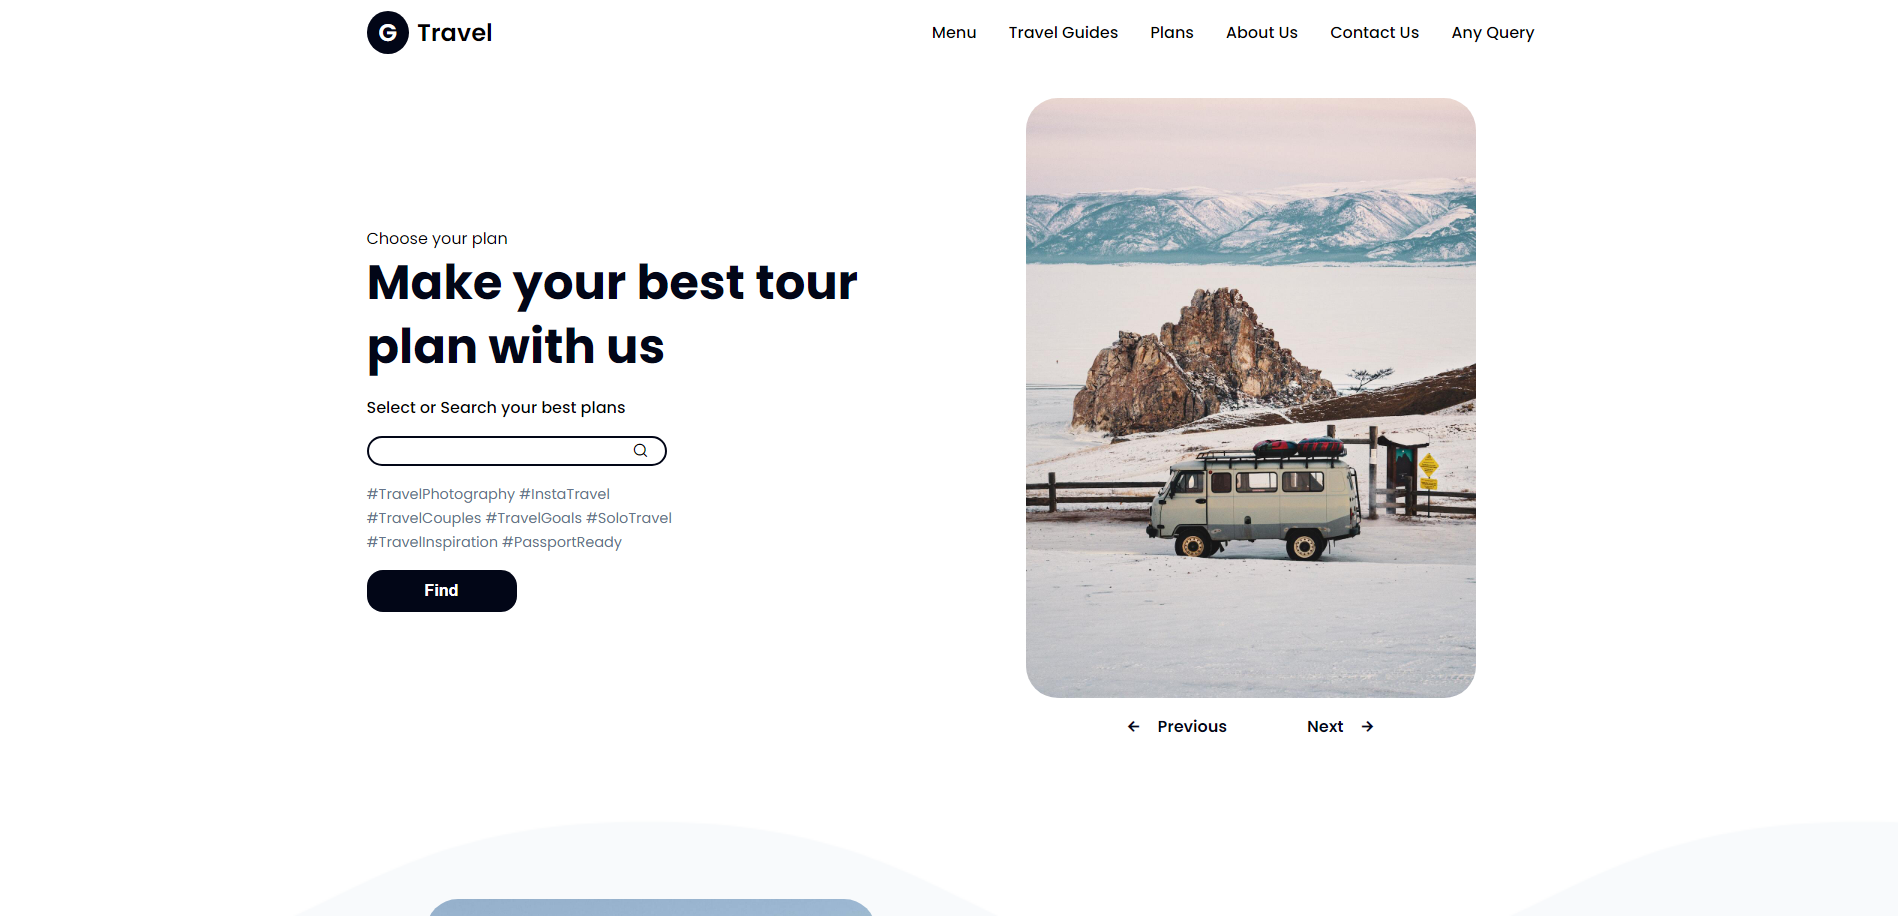 G Travel
Menu Travel Guides Plans About Us Contact Us Any Query
Choose your plan
Make your best tour
plan with us
Select or Search your best plans
#TravelPhotography #InstaTravel
#TravelCouples #TravelGoals #SoloTravel
#TravelInspiration #PassportReady
Find
Previous Next